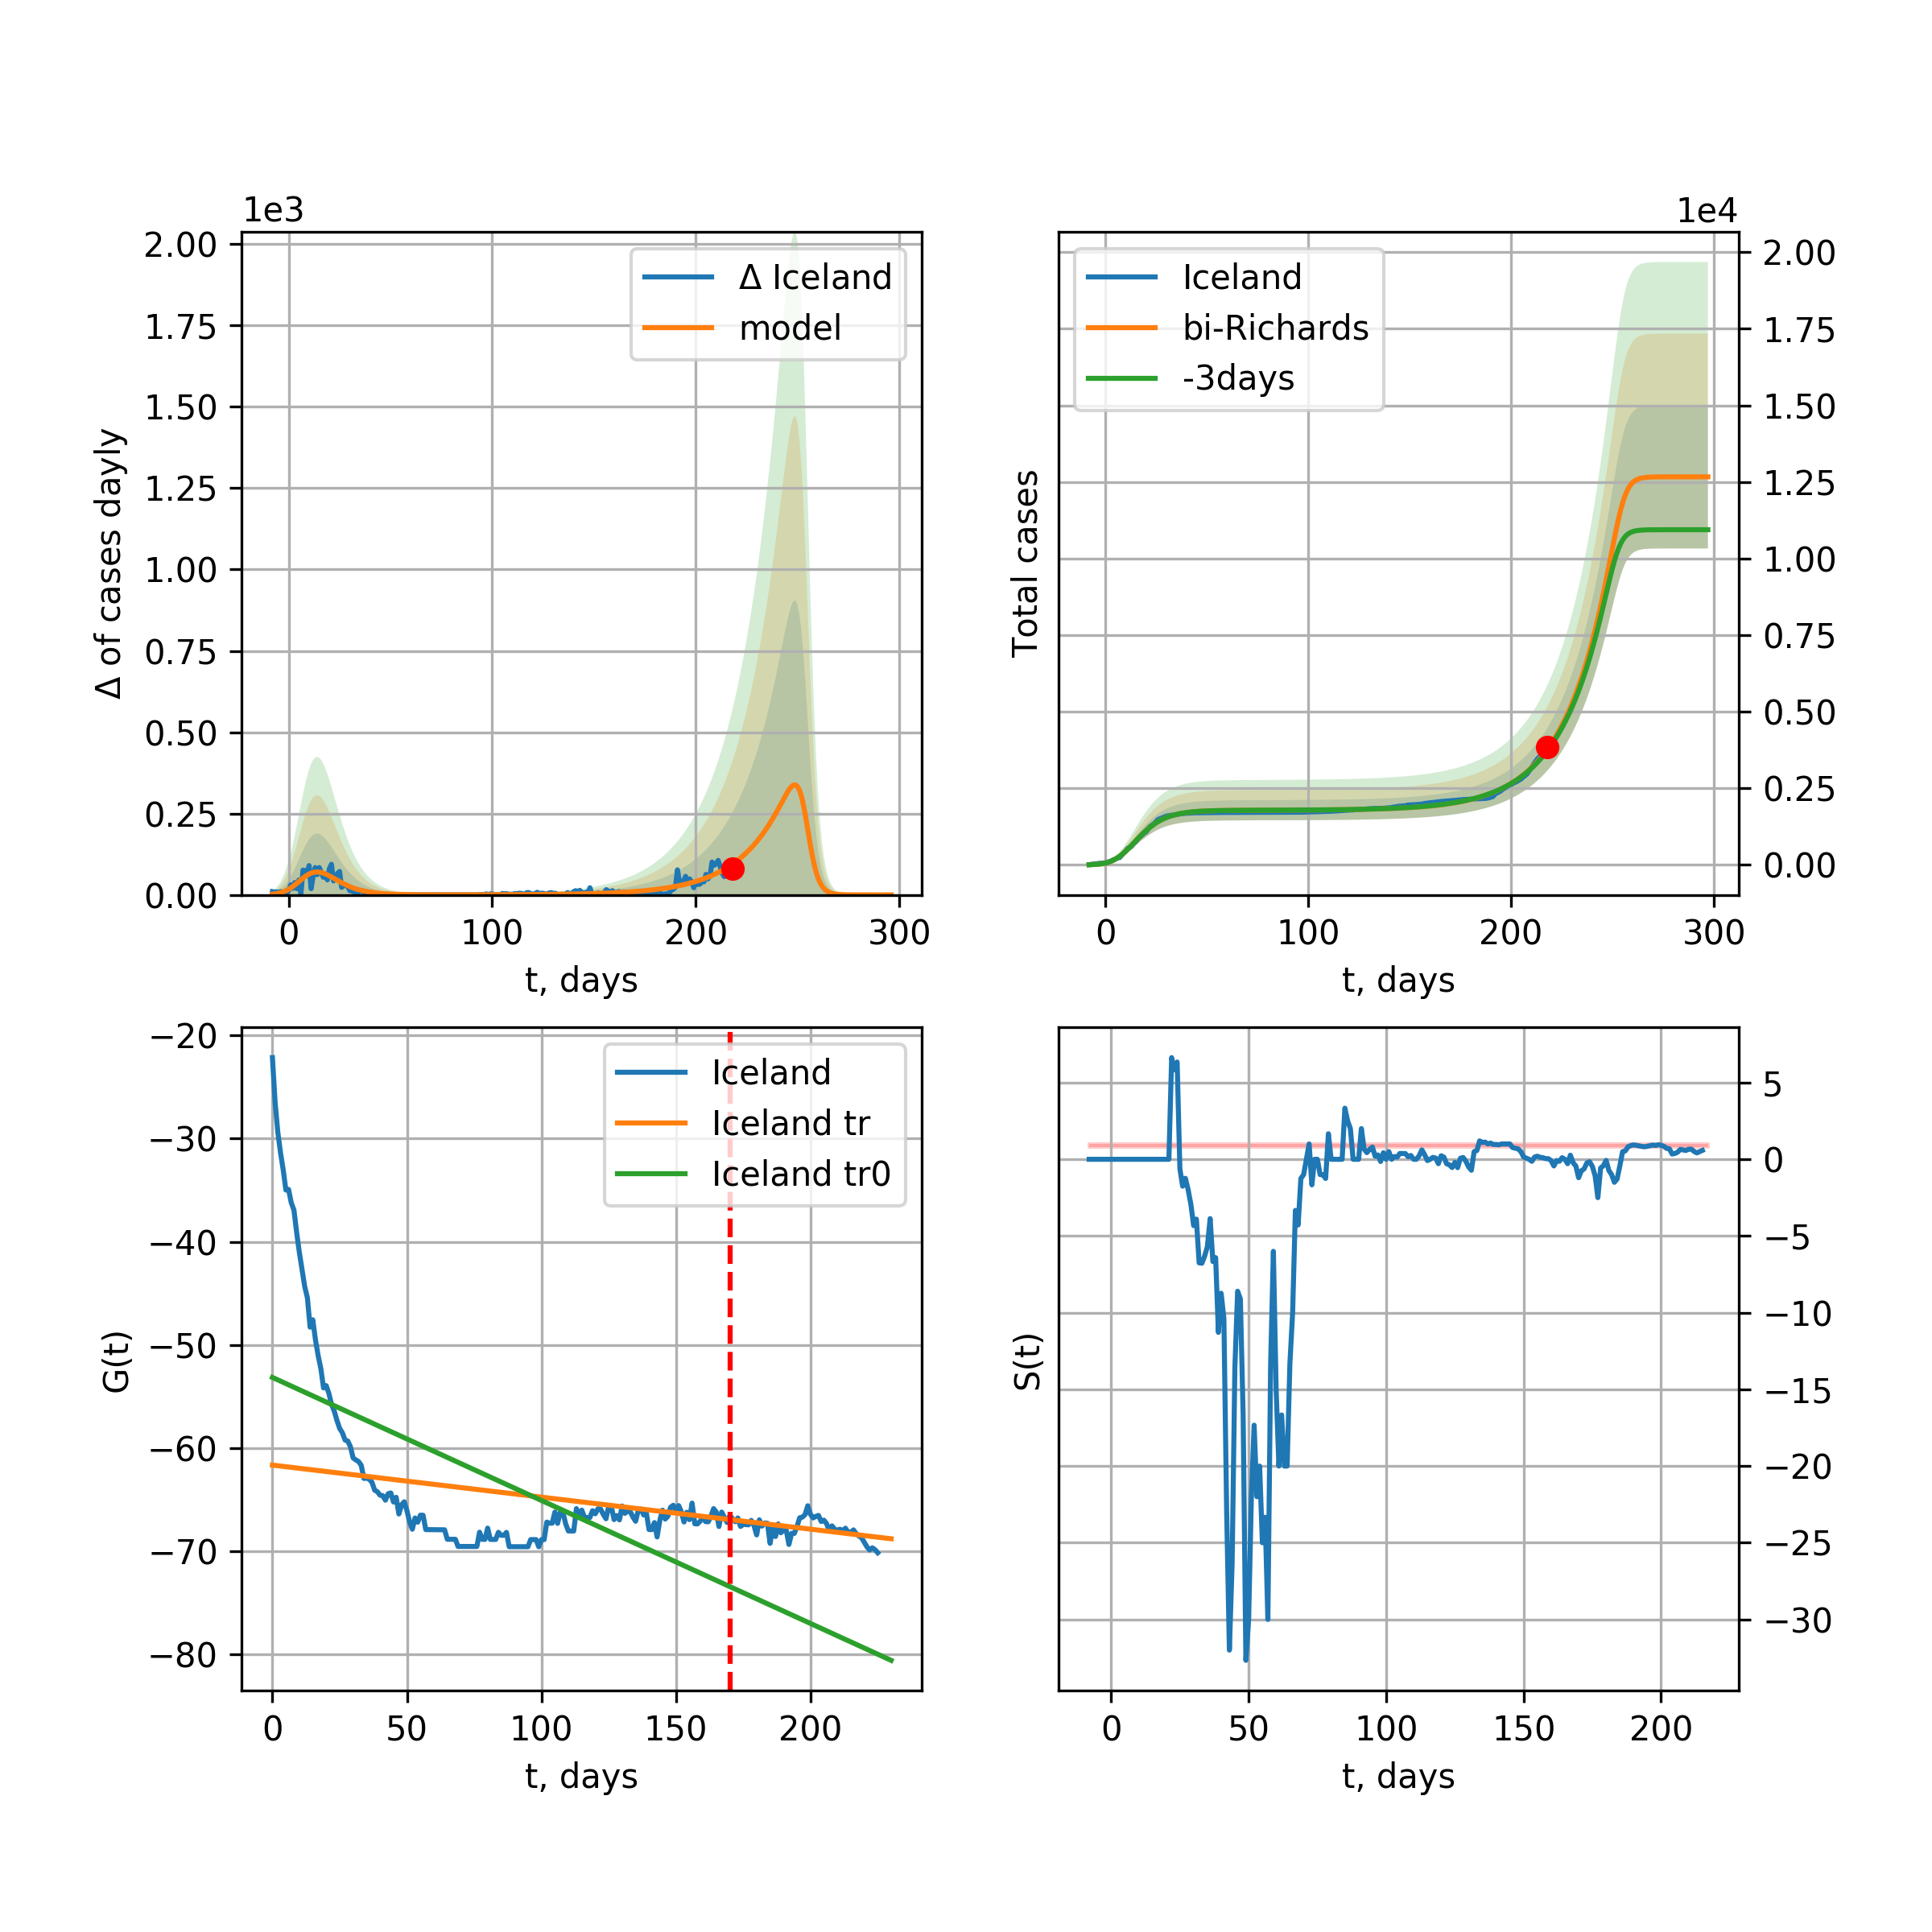 1e3
2.00
1.75
1.50
1.25
1.00
0.75
0.50
0.25
0.00
Δ of cases dayly
Δ Iceland
model
0 100 200 300
t, days
1e4
Iceland
bi-Richards
-3days
Total cases
2.00
1.75
1.50
1.25
1.00
0.75
0.50
0.25
0.00
0 100 200 300
t, days
−20
−30
−40
−50
−60
−70
−80
G(t)
Iceland
Iceland tr
Iceland tr0
0 50 100 150 200
t, days
S(t)
5
0
−5
−10
−15
−20
−25
−30
0 50 100 150 200
t, days